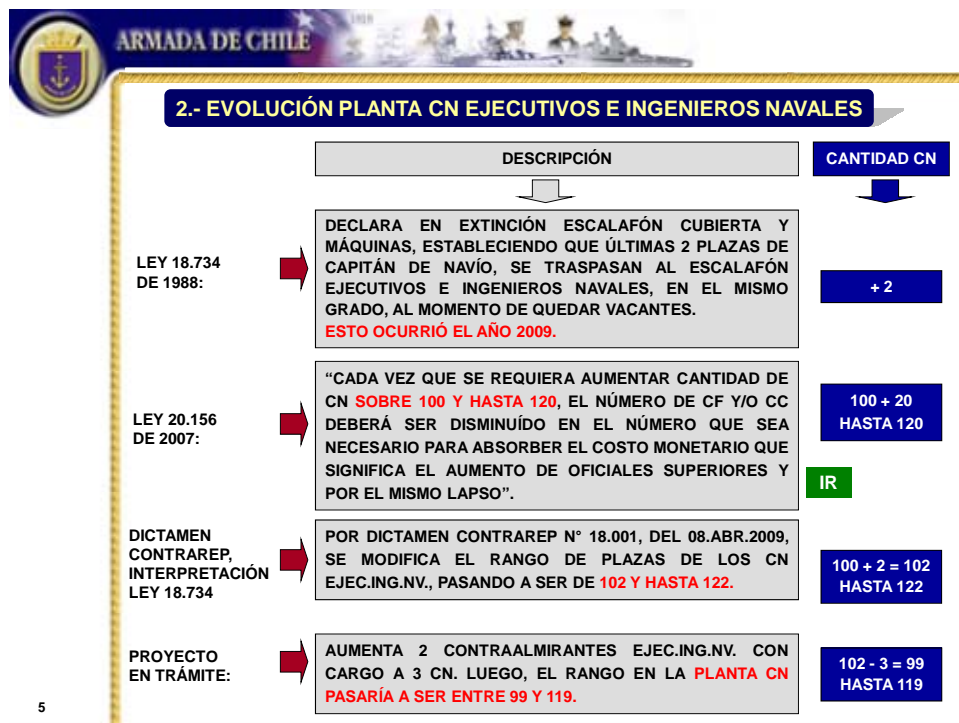 1818
ARMADA DE CHILE
2.- EVOLUCIÓN PLANTA CN EJECUTIVOS E INGENIEROS NAVALES
DESCRIPCIÓN
CANTIDAD CN
LEY 18.734
DE 1988:
DECLARA EN EXTINCIÓN ESCALAFÓN CUBIERTA Y
MÁQUINAS, ESTABLECIENDO QUE ÚLTIMAS 2 PLAZAS DE
CAPITÁN DE NAVÍO, SE TRASPASAN AL ESCALAFÓN
EJECUTIVOS E INGENIEROS NAVALES, EN EL MISMO
GRADO, AL MOMENTO DE QUEDAR VACANTES.
ESTO OCURRIÓ EL AÑO 2009.
+ 2
LEY 20.156
DE 2007:
“CADA VEZ QUE SE REQUIERA AUMENTAR CANTIDAD DE
CN SOBRE 100 Y HASTA 120, EL NÚMERO DE CF Y/O CC
DEBERÁ SER DISMINUÍDO EN EL NÚMERO QUE SEA
NECESARIO PARA ABSORBER EL COSTO MONETARIO QUE
SIGNIFICA EL AUMENTO DE OFICIALES SUPERIORES Y
POR EL MISMO LAPSO”.
100 + 20
HASTA 120
IR
DICTAMEN
CONTRAREP,
INTERPRETACIÓN
LEY 18.734
POR DICTAMEN CONTRAREP N° 18.001, DEL 08.ABR.2009,
SE MODIFICA EL RANGO DE PLAZAS DE LOS CN
EJEC.ING.NV., PASANDO A SER DE 102 Y HASTA 122.
100 + 2 = 102
HASTA 122
PROYECTO
EN TRÁMITE:
AUMENTA 2 CONTRAALMIRANTES EJEC.ING.NV. CON
CARGO A 3 CN. LUEGO, EL RANGO EN LA PLANTA CN
PASARÍA A SER ENTRE 99 Y 119.
102 - 3 = 99
HASTA 119
5